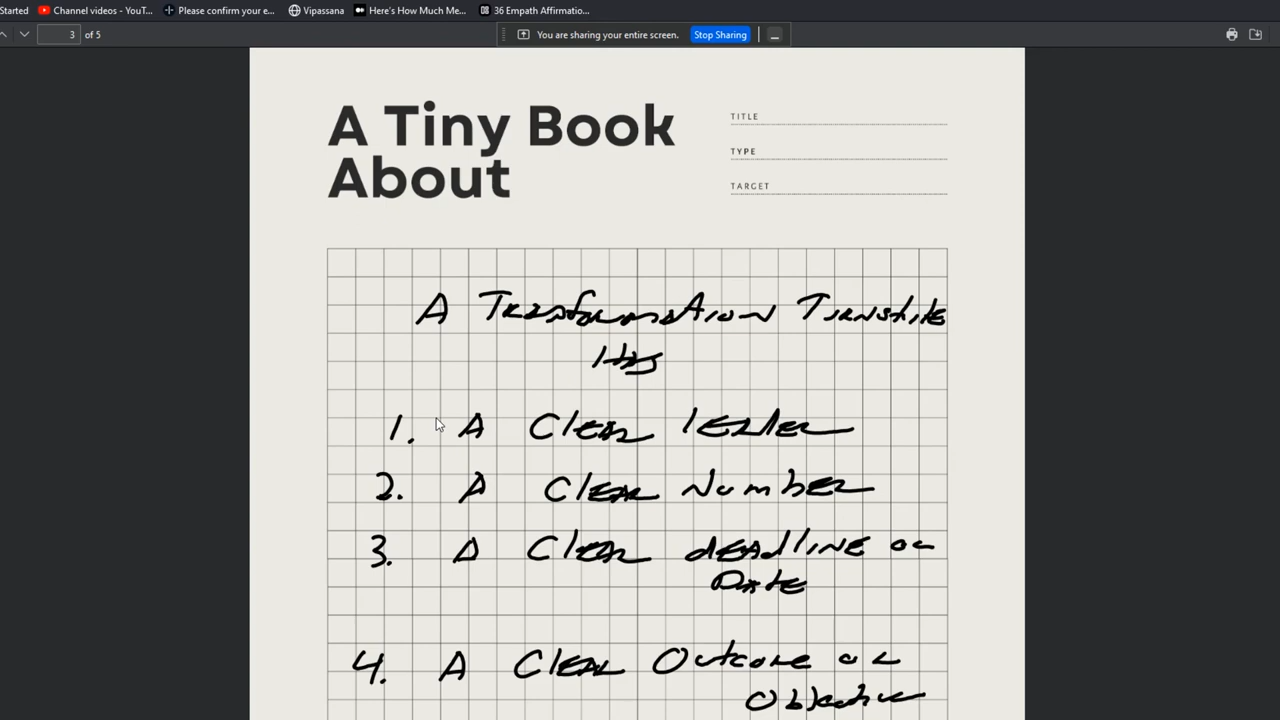 Started
Channel videos - YouT...
Please confirm your e...
Vipassana
Here's How Much Me...
36 Empath Affirmatio...
3 of 5
You are sharing your entire screen.
Stop Sharing
A Tiny Book
About
TITLE
TYPE
TARGET
A Transformation Turnstile
Has
1. A Clear leader
2. A Clear Number
3. A Clear deadline or
Date
4. A Clear Outcome or
Objective